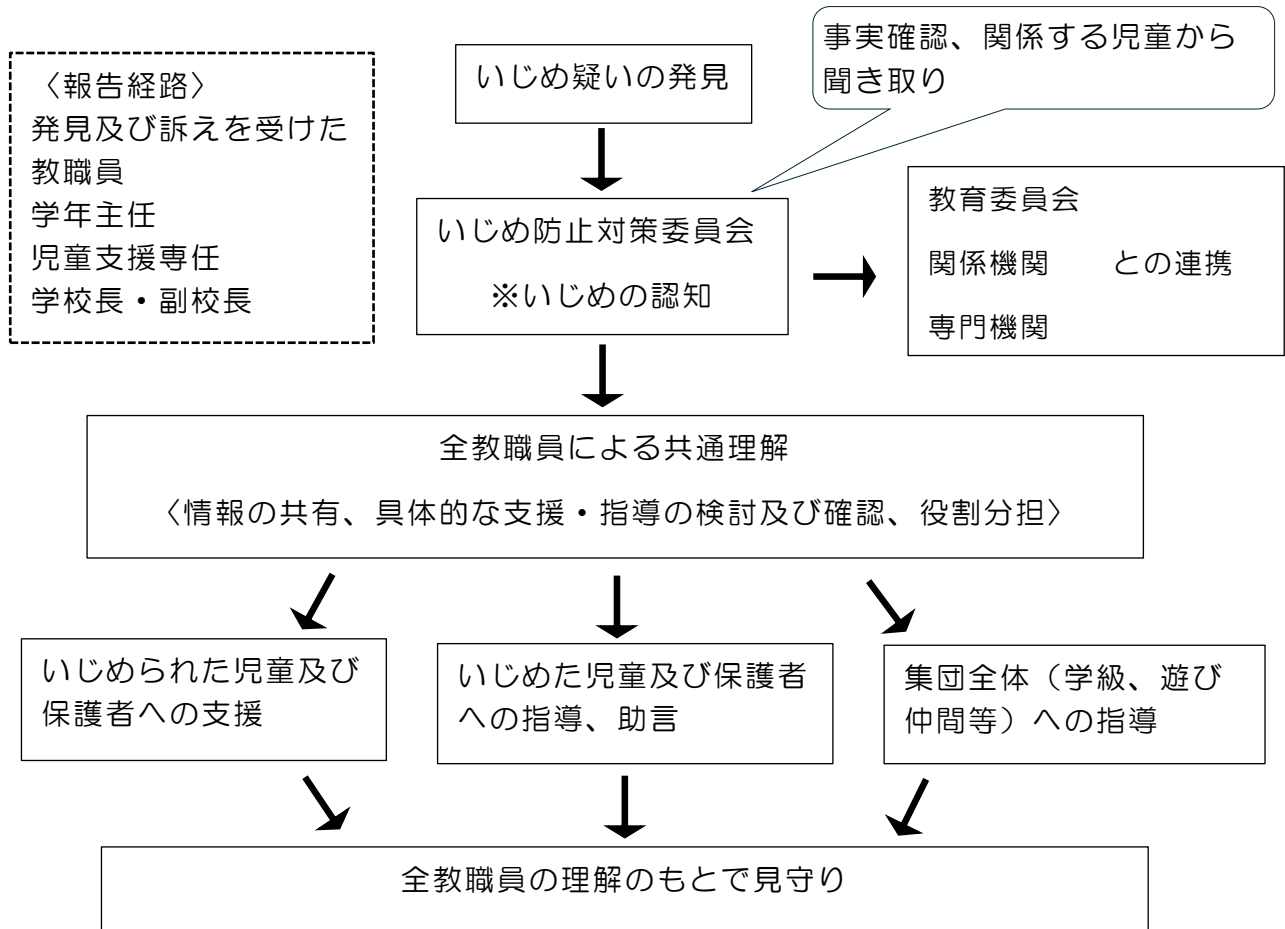 〈報告経路〉
発見及び訴えを受けた
教職員
学年主任
児童支援専任
学校長・副校長
いじめ疑いの発見
事実確認、関係する児童から
聞き取り
いじめ防止対策委員会
※いじめの認知
教育委員会
関係機関　　との連携
専門機関
全教職員による共通理解
〈情報の共有、具体的な支援・指導の検討及び確認、役割分担〉
いじめられた児童及び
保護者への支援
いじめた児童及び保護者
への指導、助言
集団全体（学級、遊び
仲間等）への指導
全教職員の理解のもとで見守り